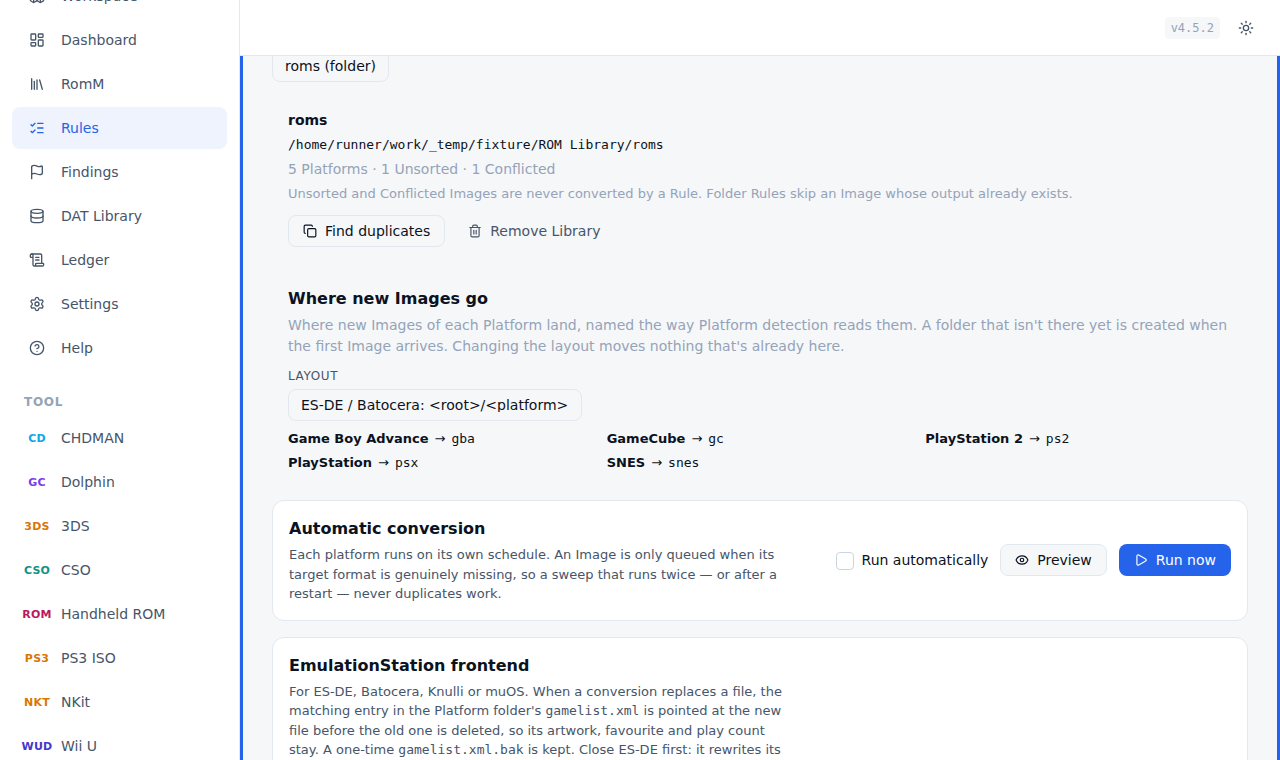 Workspace
Dashboard
RomM
Rules
Findings
DAT Library
Ledger
Settings
Help
TOOL
CD CHDMAN
GC Dolphin
3DS 3DS
CSO CSO
ROM Handheld ROM
PS3 PS3 ISO
NKT NKit
WUD Wii U
v4.5.2
roms (folder)
roms
/home/runner/work/_temp/fixture/ROM Library/roms
5 Platforms · 1 Unsorted · 1 Conflicted
Unsorted and Conflicted Images are never converted by a Rule. Folder Rules skip an Image whose output already exists.
Find duplicates
Remove Library
Where new Images go
Where new Images of each Platform land, named the way Platform detection reads them. A folder that isn't there yet is created when
the first Image arrives. Changing the layout moves nothing that's already here.
LAYOUT
ES-DE / Batocera: <root>/<platform>
Game Boy Advance → gba
GameCube → gc
PlayStation 2 → ps2
PlayStation → psx
SNES → snes
Automatic conversion
Each platform runs on its own schedule. An Image is only queued when its
target format is genuinely missing, so a sweep that runs twice — or after a
restart — never duplicates work.
Run automatically
Preview
Run now
EmulationStation frontend
For ES-DE, Batocera, Knulli or muOS. When a conversion replaces a file, the
matching entry in the Platform folder's gamelist.xml is pointed at the new
file before the old one is deleted, so its artwork, favourite and play count
stay. A one-time gamelist.xml.bak is kept. Close ES-DE first: it rewrites its